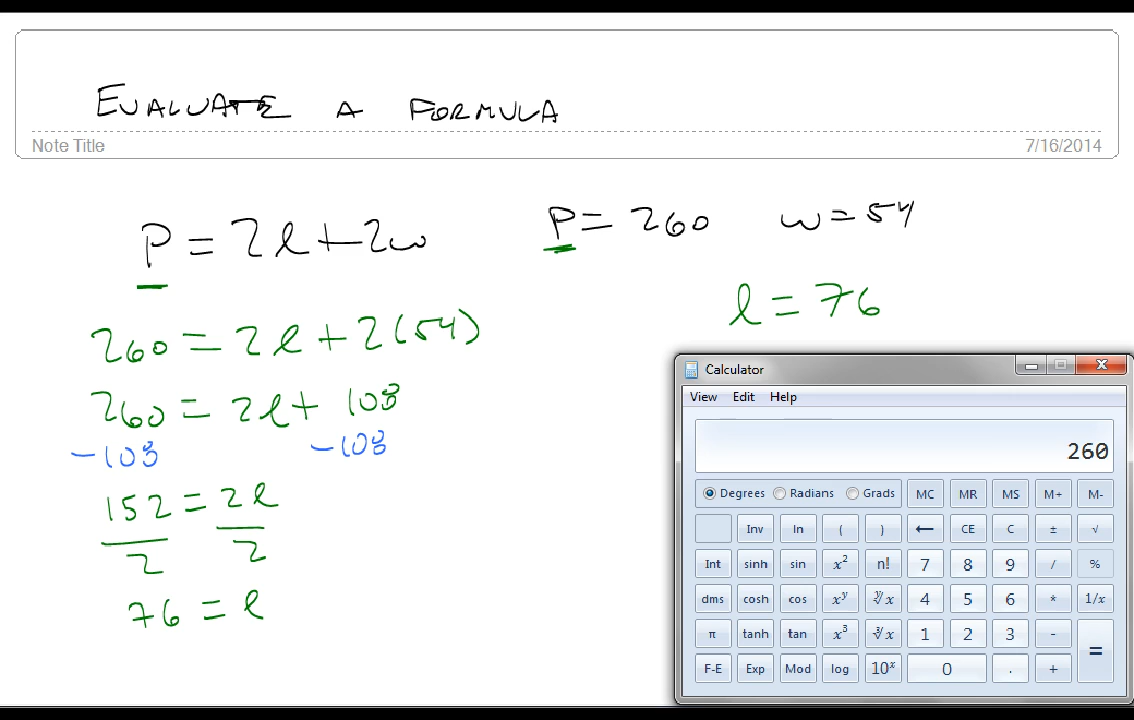 EVALUATE A FORMULA
Note Title 7/16/2014
P = 2l + 2w P = 260 w = 54
l = 76
260 = 2l + 2(54)
260 = 2l + 108
-108 -108
152 = 2l
2 2
76 = l
Calculator
View Edit Help
260
Degrees Radians Grads MC MR MS M+ M-
Inv ln ( ) ← CE C ± √
Int sinh sin x² n! 7 8 9 / %
dms cosh cos xʸ ʸ√x 4 5 6 * 1/x
π tanh tan x³ ³√x 1 2 3 - =
F-E Exp Mod log 10ˣ 0 . +